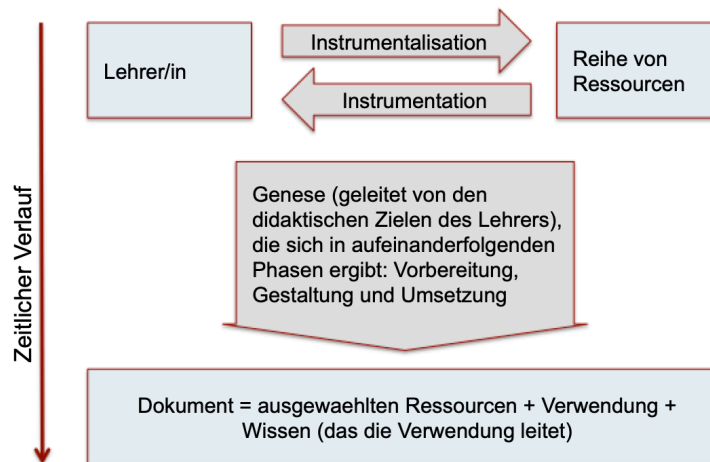 Lehrer/in
Instrumentalisation
Instrumentation
Reihe von
Ressourcen
Zeitlicher Verlauf
Genese (geleitet von den
didaktischen Zielen des Lehrers),
die sich in aufeinanderfolgenden
Phasen ergibt: Vorbereitung,
Gestaltung und Umsetzung
Dokument = ausgewaehlten Ressourcen + Verwendung +
Wissen (das die Verwendung leitet)